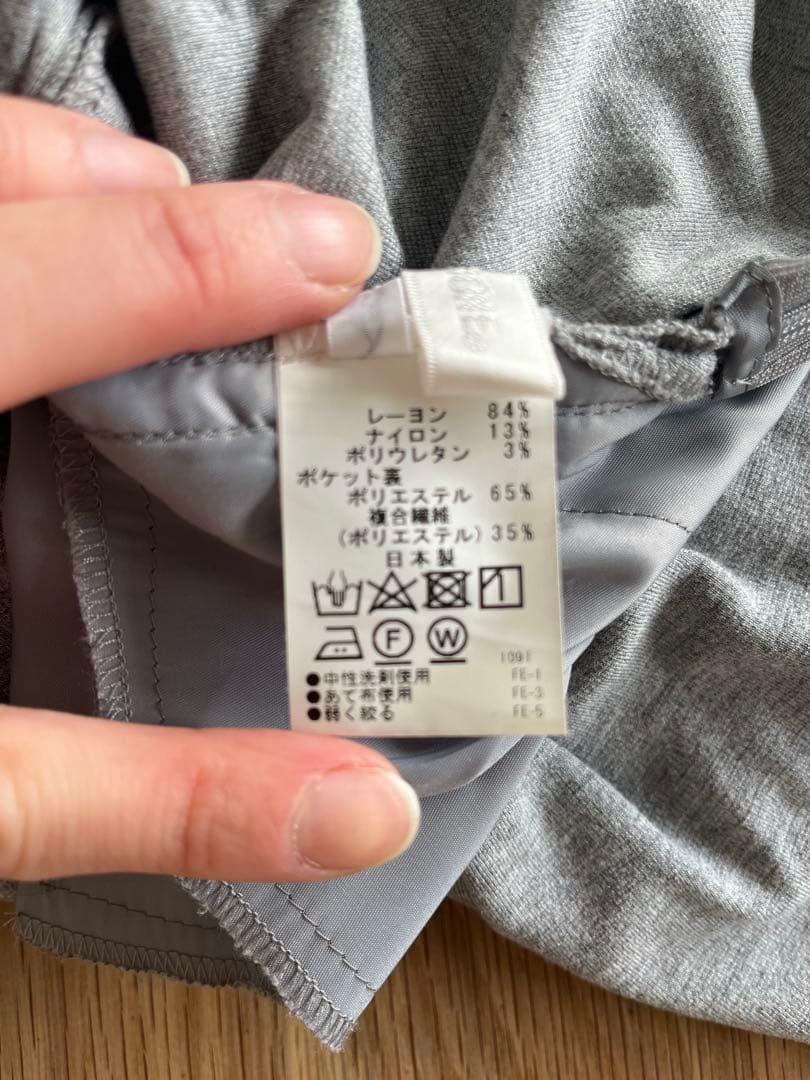 レーヨン 84%
ナイロン 13%
ポリウレタン 3%
ポケット裏
ポリエステル 65%
複合繊維
(ポリエステル) 35%
日本製
F W
●中性洗剤使用
●あて布使用
●弱く絞る
109F
FE-1
FE-3
FE-5